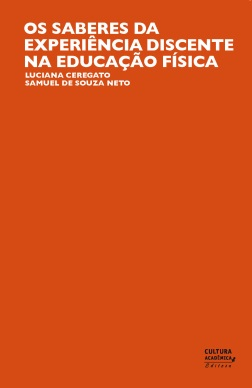 OS SABERES DA
EXPERIÊNCIA DISCENTE
NA EDUCAÇÃO FÍSICA
LUCIANA CEREGATO
SAMUEL DE SOUZA NETO
CULTURA
ACADÊMICA
Editora